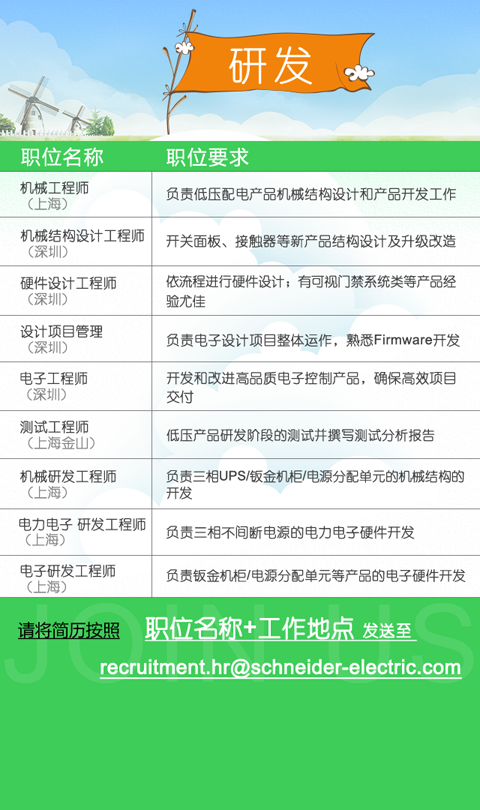 研发
职位名称 职位要求
机械工程师
（上海）
负责低压配电产品机械结构设计和产品开发工作
机械结构设计工程师
（深圳）
开关面板、接触器等新产品结构设计及升级改造
硬件设计工程师
（深圳）
依流程进行硬件设计；有可视门禁系统类等产品经
验尤佳
设计项目管理
（深圳）
负责电子设计项目整体运作，熟悉Firmware开发
电子工程师
（深圳）
开发和改进高品质电子控制产品，确保高效项目
交付
测试工程师
（上海金山）
低压产品研发阶段的测试并撰写测试分析报告
机械研发工程师
（上海）
负责三相UPS/钣金机柜/电源分配单元的机械结构的
开发
电力电子 研发工程师
（上海）
负责三相不间断电源的电力电子硬件开发
电子研发工程师
（上海）
负责钣金机柜/电源分配单元等产品的电子硬件开发
JOIN US
请将简历按照 职位名称+工作地点 发送至
recruitment.hr@schneider-electric.com